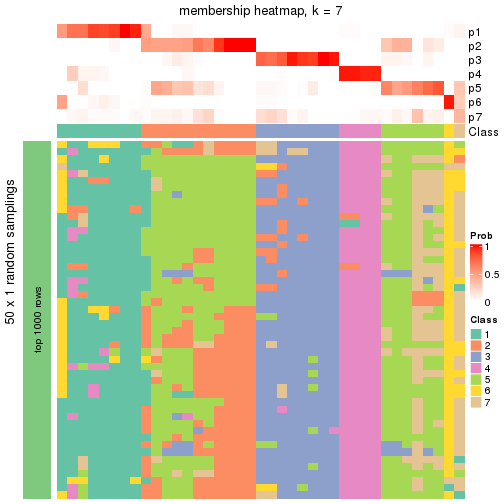 membership heatmap, k = 7
p1
p2
p3
p4
p5
p6
p7
Class
50 x 1 random samplings
top 1000 rows
Prob
1
0.5
0
Class
1
2
3
4
5
6
7